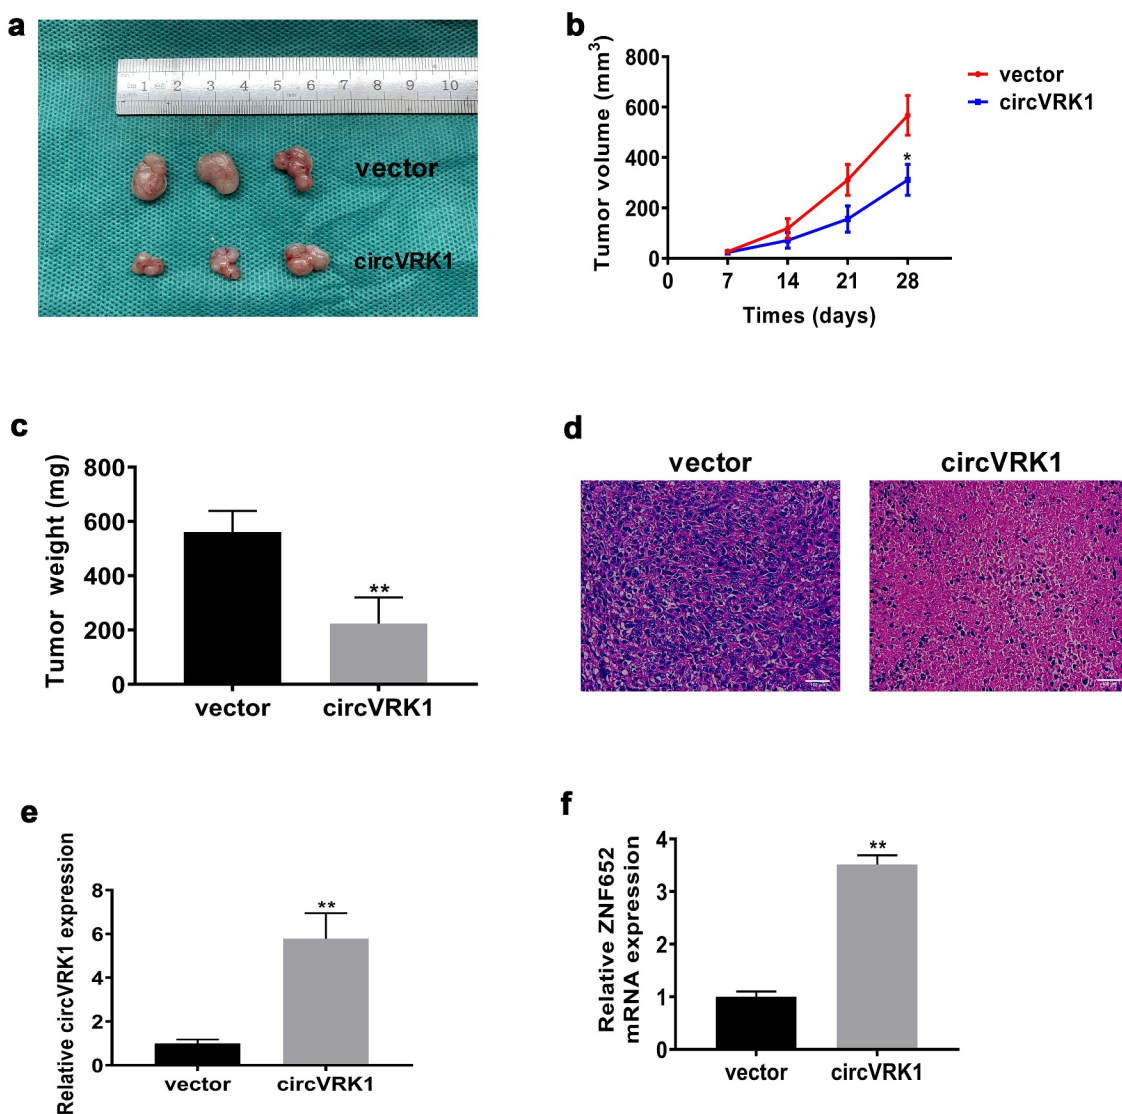 a
1 2 3 4 5 6 7 8 9 10
vector
circVRK1
b
Tumor volume (mm³)
800
600
400
200
0
0 7 14 21 28
Times (days)
vector
circVRK1
*
c
Tumor weight (mg)
800
600
400
200
0
**
vector circVRK1
d
vector circVRK1
e
Relative circVRK1 expression
8
6
4
2
0
**
vector circVRK1
f
Relative ZNF652
mRNA expression
4
3
2
1
0
**
vector circVRK1